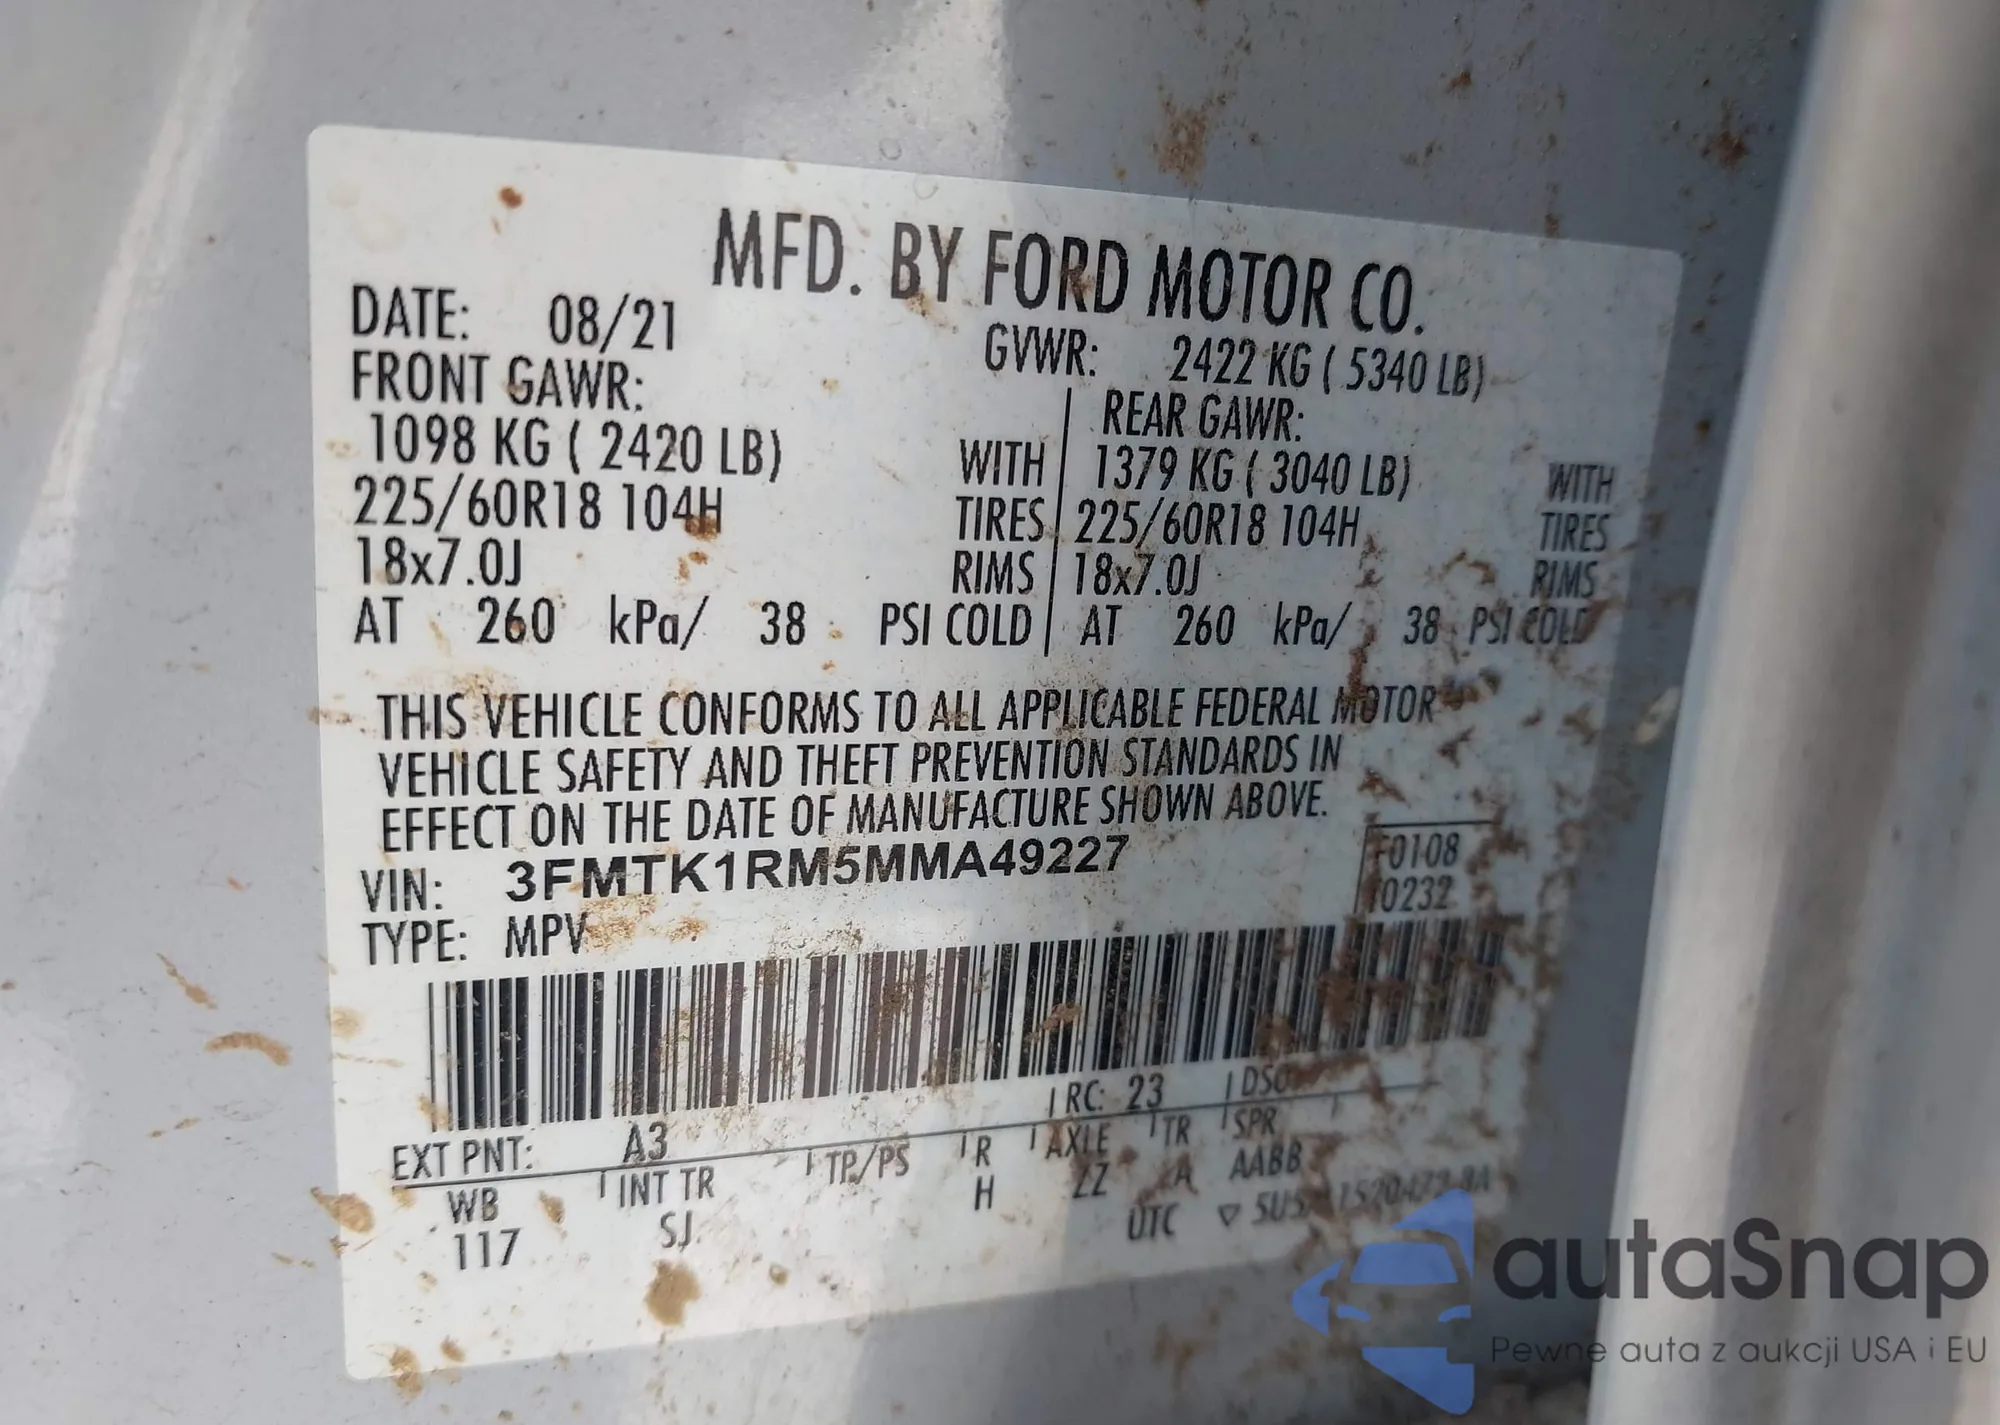 MFD. BY FORD MOTOR CO.
DATE: 08/21 GVWR: 2422 KG ( 5340 LB)
FRONT GAWR: REAR GAWR:
1098 KG ( 2420 LB) WITH 1379 KG ( 3040 LB) WITH
225/60R18 104H TIRES 225/60R18 104H TIRES
18x7.0J RIMS 18x7.0J RIMS
AT 260 kPa/ 38 PSI COLD AT 260 kPa/ 38 PSI COLD
THIS VEHICLE CONFORMS TO ALL APPLICABLE FEDERAL MOTOR
VEHICLE SAFETY AND THEFT PREVENTION STANDARDS IN
EFFECT ON THE DATE OF MANUFACTURE SHOWN ABOVE.
VIN: 3FMTK1RM5MMA49227 F0108
TYPE: MPV T0232
EXT PNT: A3 RC: 23 DSO:
WB INT TR TP/PS R AXLE TR SPR
117 SJ H ZZ A AABB
UTC
autoSnap
Pewne auta z aukcji USA i EU